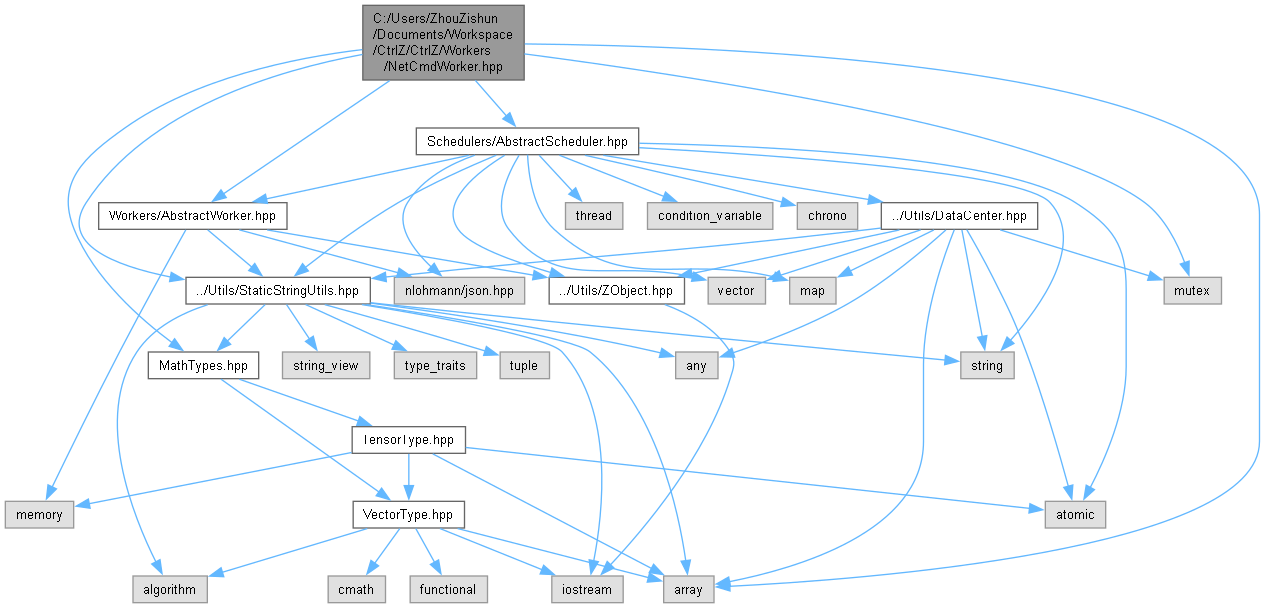 C:/Users/ZhouZishun
/Documents/Workspace
/CtrlZ/CtrlZ/Workers
/NetCmdWorker.hpp
Schedulers/AbstractScheduler.hpp
Workers/AbstractWorker.hpp
thread
condition_variable
chrono
../Utils/DataCenter.hpp
../Utils/StaticStringUtils.hpp
nlohmann/json.hpp
../Utils/ZObject.hpp
vector
map
mutex
MathTypes.hpp
string_view
type_traits
tuple
any
string
TensorType.hpp
memory
VectorType.hpp
atomic
algorithm
cmath
functional
iostream
array